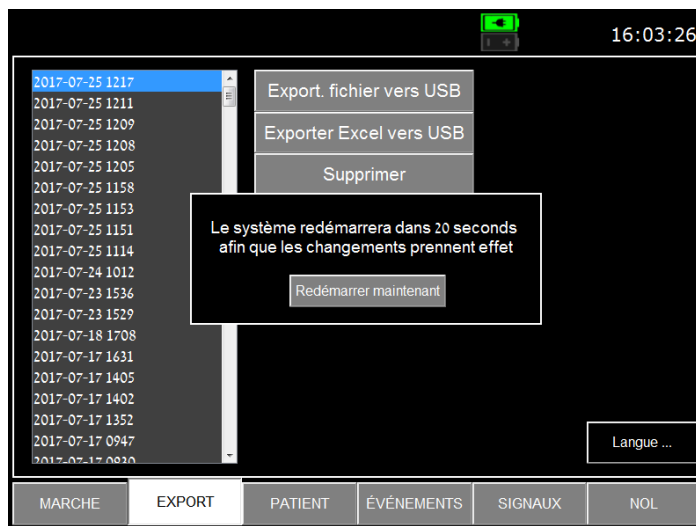 16:03:26
2017-07-25 1217
2017-07-25 1211
2017-07-25 1209
2017-07-25 1208
2017-07-25 1205
2017-07-25 1158
2017-07-25 1153
2017-07-25 1151
2017-07-25 1114
2017-07-24 1012
2017-07-23 1536
2017-07-23 1529
2017-07-18 1708
2017-07-17 1631
2017-07-17 1405
2017-07-17 1402
2017-07-17 1352
2017-07-17 0947
2017-07-17 0930
Export. fichier vers USB
Exporter Excel vers USB
Supprimer
Le système redémarrera dans 20 seconds
afin que les changements prennent effet
Redémarrer maintenant
Langue ...
MARCHE
EXPORT
PATIENT
ÉVÉNEMENTS
SIGNAUX
NOL